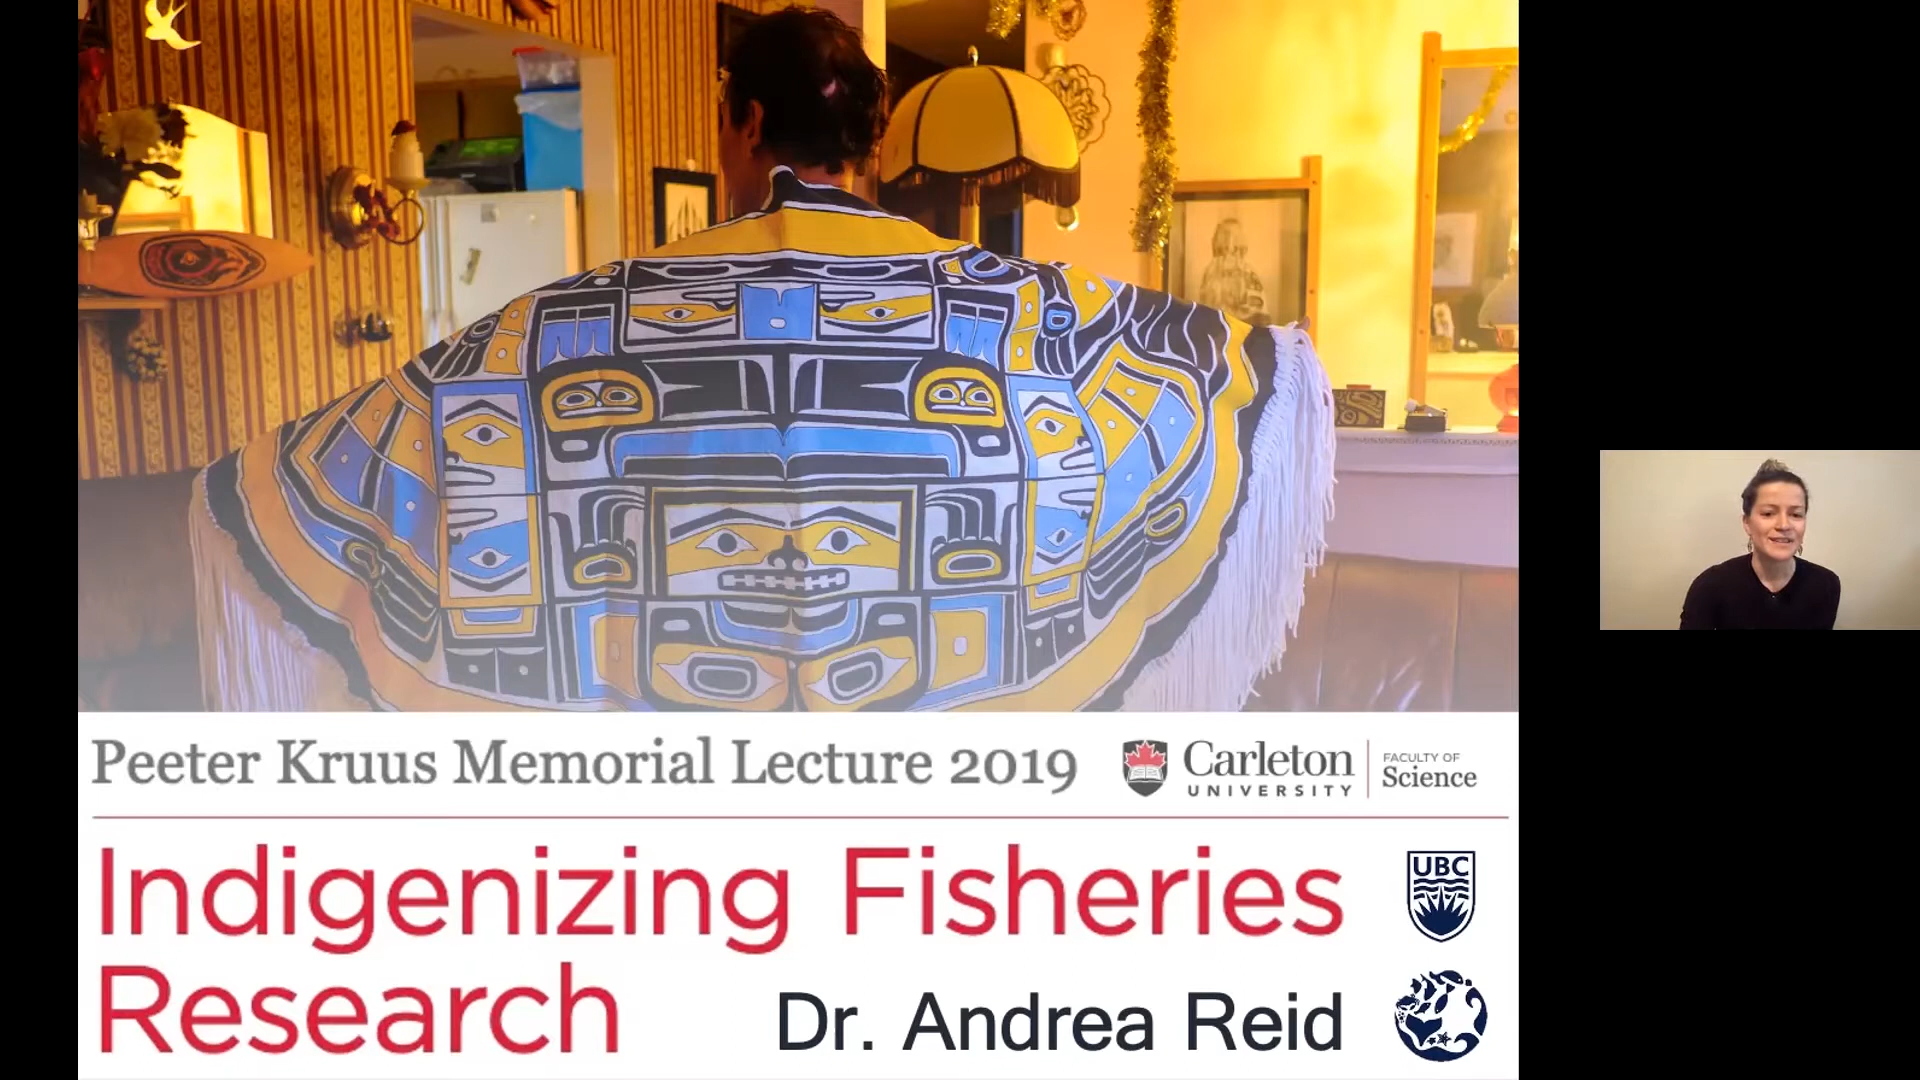 Peeter Kruus Memorial Lecture 2019
Carleton
UNIVERSITY
FACULTY OF
Science
Indigenizing Fisheries
Research
Dr. Andrea Reid
UBC